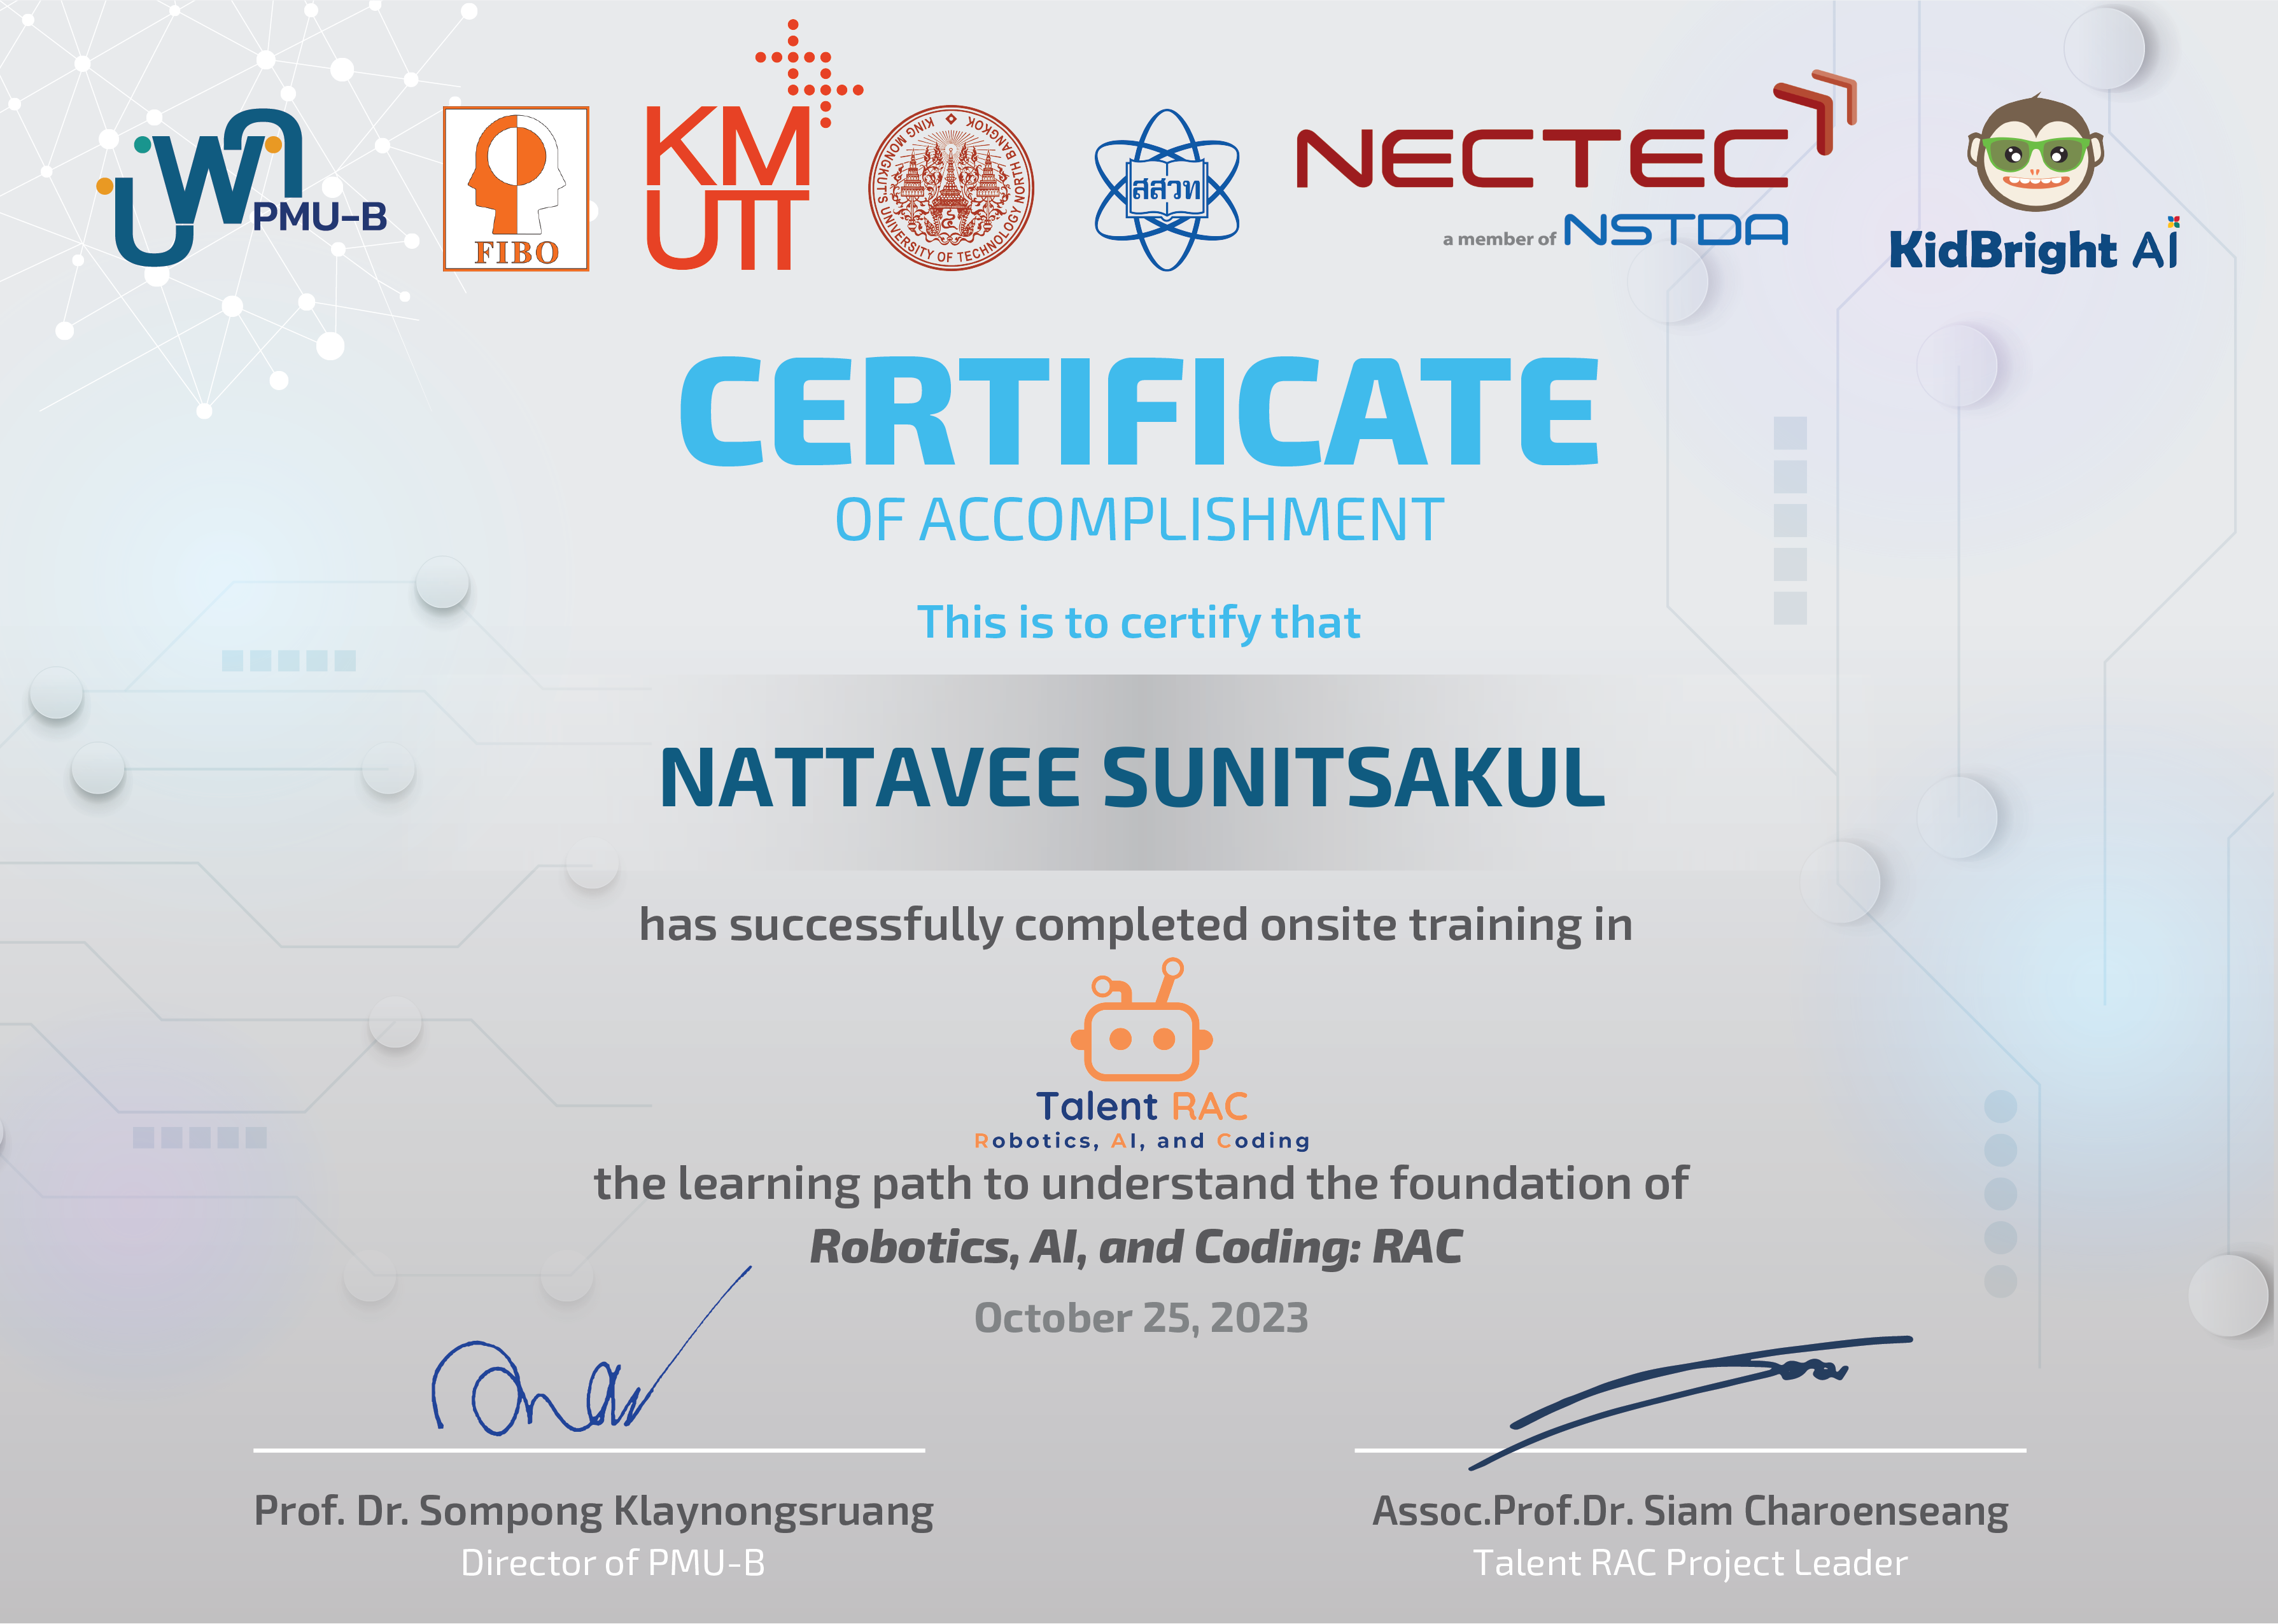 บพค
PMU-B
FIBO
KM
UTT
KING MONGKUT'S UNIVERSITY OF TECHNOLOGY NORTH BANGKOK
สสวท
NECTEC
a member of NSTDA
KidBright AI
CERTIFICATE
OF ACCOMPLISHMENT
This is to certify that
NATTAVEE SUNITSAKUL
has successfully completed onsite training in
Talent RAC
Robotics, AI, and Coding
the learning path to understand the foundation of
Robotics, AI, and Coding: RAC
October 25, 2023
Prof. Dr. Sompong Klaynongsruang
Director of PMU-B
Assoc.Prof.Dr. Siam Charoenseang
Talent RAC Project Leader